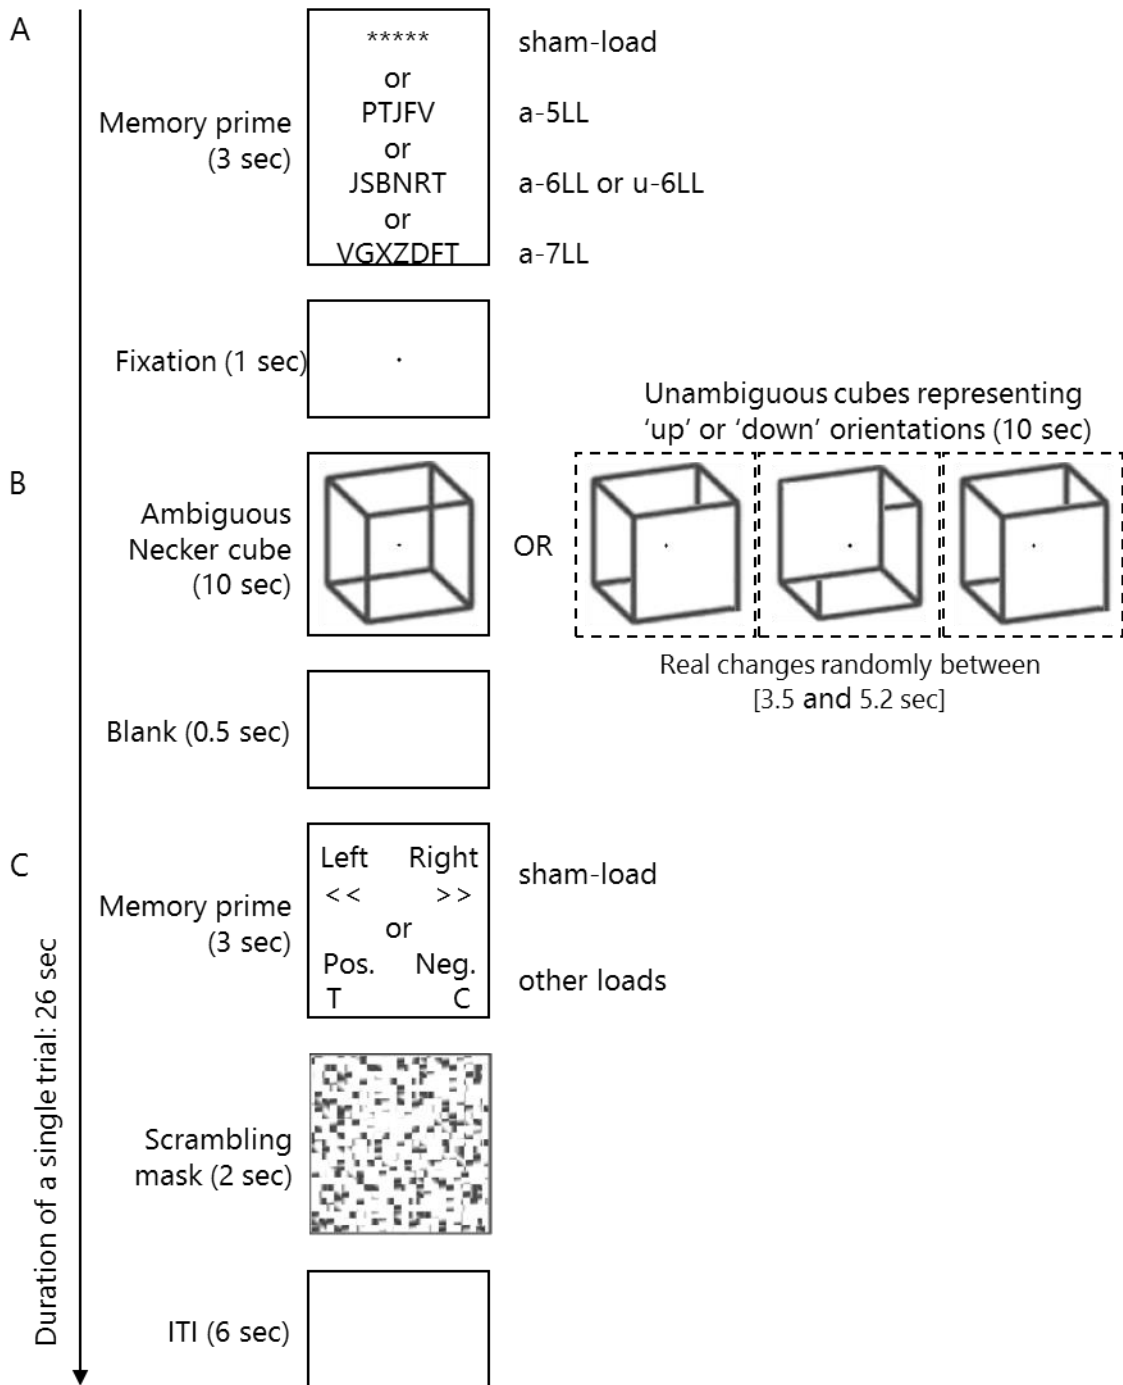 A
*****
sham-load
or
Memory prime
(3 sec)
PTJFV
a-5LL
or
JSBNRT
a-6LL or u-6LL
or
VGXZDFT
a-7LL
Fixation (1 sec)
Unambiguous cubes representing
‘up’ or ‘down’ orientations (10 sec)
B
Ambiguous
Necker cube
(10 sec)
OR
Real changes randomly between
[3.5 and 5.2 sec]
Blank (0.5 sec)
C
Memory prime
(3 sec)
Left Right
<< >>
sham-load
or
Pos. Neg.
T C
other loads
Scrambling
mask (2 sec)
ITI (6 sec)
Duration of a single trial: 26 sec